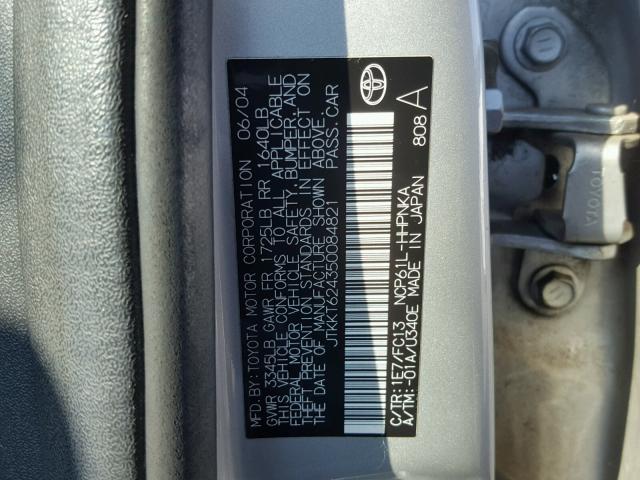 MFD.BY:TOYOTA MOTOR CORPORATION 06/04
GVWR 3345LB GAWR FR 1725LB RR 1640LB
THIS VEHICLE CONFORMS TO ALL APPLICABLE
FEDERAL MOTOR VEHICLE SAFETY, BUMPER, AND
THEFT PREVENTION STANDARDS IN EFFECT ON
THE DATE OF MANUFACTURE SHOWN ABOVE.
JTKKT624350084821 PASS.CAR
C/TR:1E7/FC13 NCP61L-HHPNKA
A/TM:-01A/U340E MADE IN JAPAN 808 A
TOYOTA